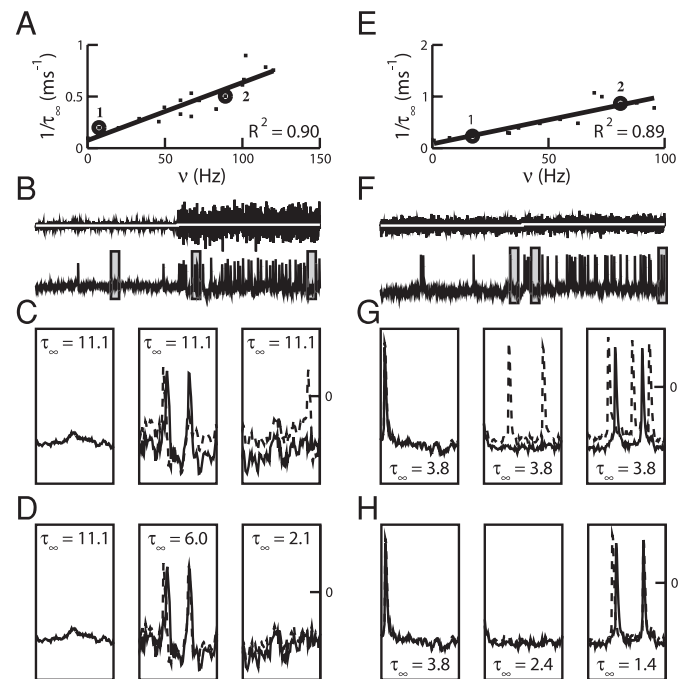 A
E
1
0.5
0
1/τ∞ (ms⁻¹)
1
2
R² = 0.90
0
50
100
150
ν (Hz)
2
1
0
1/τ∞ (ms⁻¹)
1
2
R² = 0.89
0
50
100
ν (Hz)
B
F
C
G
τ∞ = 11.1
τ∞ = 11.1
τ∞ = 11.1
0
τ∞ = 3.8
τ∞ = 3.8
τ∞ = 3.8
0
D
H
τ∞ = 11.1
τ∞ = 6.0
τ∞ = 2.1
0
τ∞ = 3.8
τ∞ = 2.4
τ∞ = 1.4
0